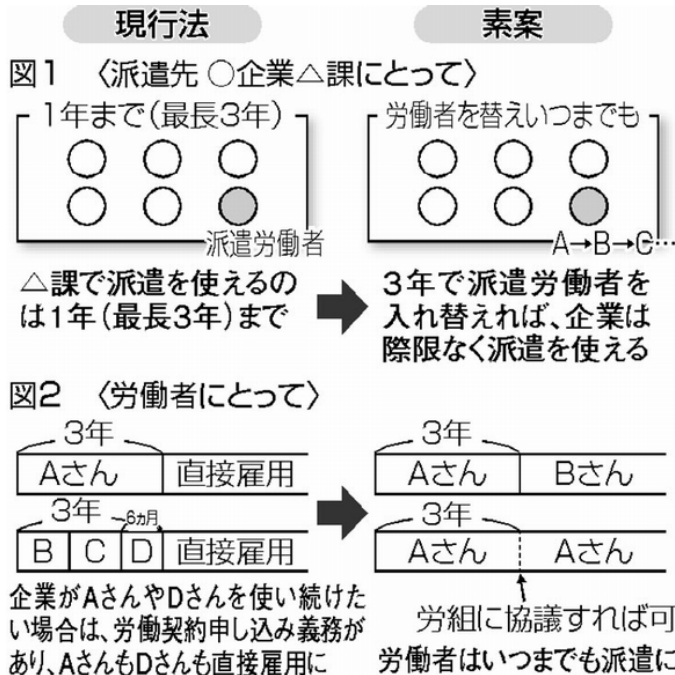 現行法
素案
図1 〈派遣先 ○企業△課にとって〉
1年まで(最長3年)
派遣労働者
労働者を替えいつまでも
A→B→C…
△課で派遣を使えるの
は1年(最長3年)まで
3年で派遣労働者を
入れ替えれば、企業は
際限なく派遣を使える
図2 〈労働者にとって〉
3年
Aさん 直接雇用
3年 6ヵ月
B C D 直接雇用
3年
Aさん Bさん
3年
Aさん Aさん
企業がAさんやDさんを使い続けた
い場合は、労働契約申し込み義務が
あり、AさんもDさんも直接雇用に
労組に協議すれば可
労働者はいつまでも派遣に